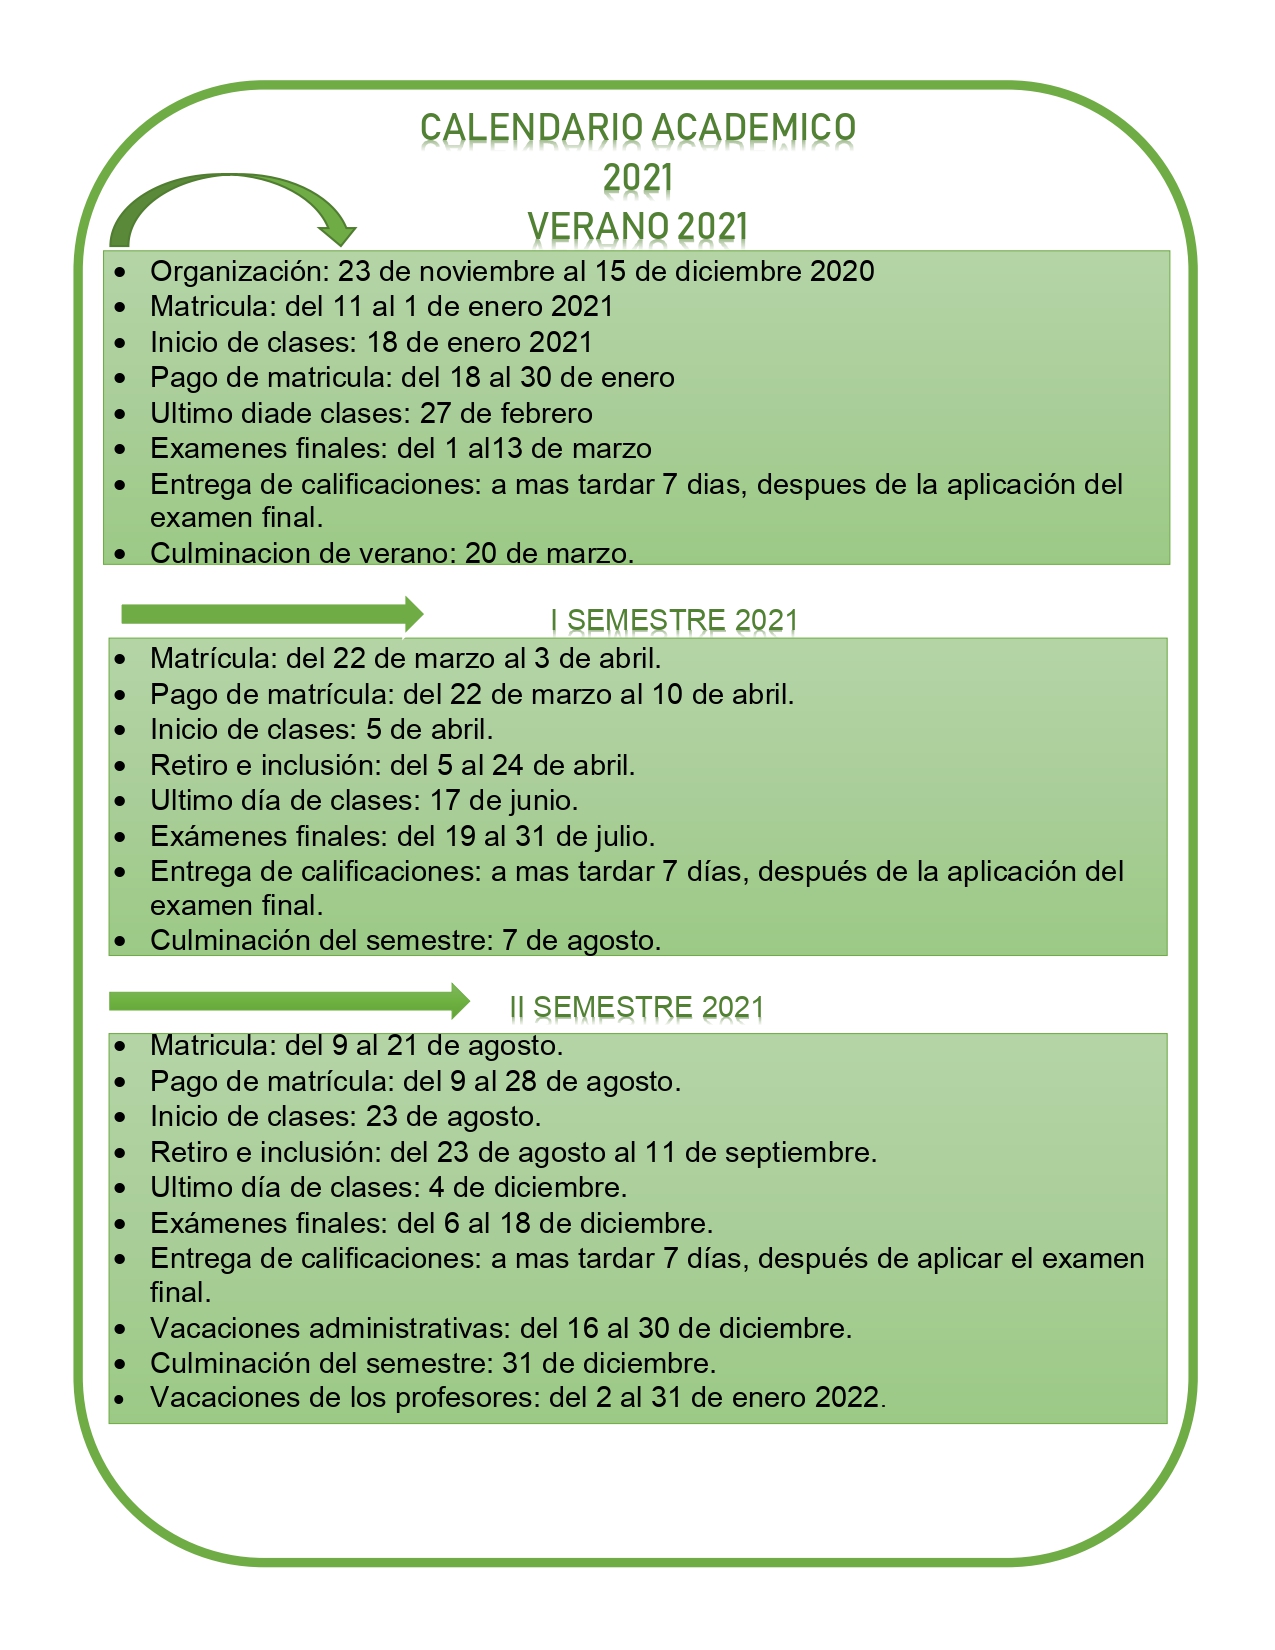 CALENDARIO ACADEMICO
2021
VERANO 2021
• Organización: 23 de noviembre al 15 de diciembre 2020
• Matricula: del 11 al 1 de enero 2021
• Inicio de clases: 18 de enero 2021
• Pago de matricula: del 18 al 30 de enero
• Ultimo diade clases: 27 de febrero
• Examenes finales: del 1 al13 de marzo
• Entrega de calificaciones: a mas tardar 7 dias, despues de la aplicación del
examen final.
• Culminacion de verano: 20 de marzo.
I SEMESTRE 2021
• Matrícula: del 22 de marzo al 3 de abril.
• Pago de matrícula: del 22 de marzo al 10 de abril.
• Inicio de clases: 5 de abril.
• Retiro e inclusión: del 5 al 24 de abril.
• Ultimo día de clases: 17 de junio.
• Exámenes finales: del 19 al 31 de julio.
• Entrega de calificaciones: a mas tardar 7 días, después de la aplicación del
examen final.
• Culminación del semestre: 7 de agosto.
II SEMESTRE 2021
• Matricula: del 9 al 21 de agosto.
• Pago de matrícula: del 9 al 28 de agosto.
• Inicio de clases: 23 de agosto.
• Retiro e inclusión: del 23 de agosto al 11 de septiembre.
• Ultimo día de clases: 4 de diciembre.
• Exámenes finales: del 6 al 18 de diciembre.
• Entrega de calificaciones: a mas tardar 7 días, después de aplicar el examen
final.
• Vacaciones administrativas: del 16 al 30 de diciembre.
• Culminación del semestre: 31 de diciembre.
• Vacaciones de los profesores: del 2 al 31 de enero 2022.